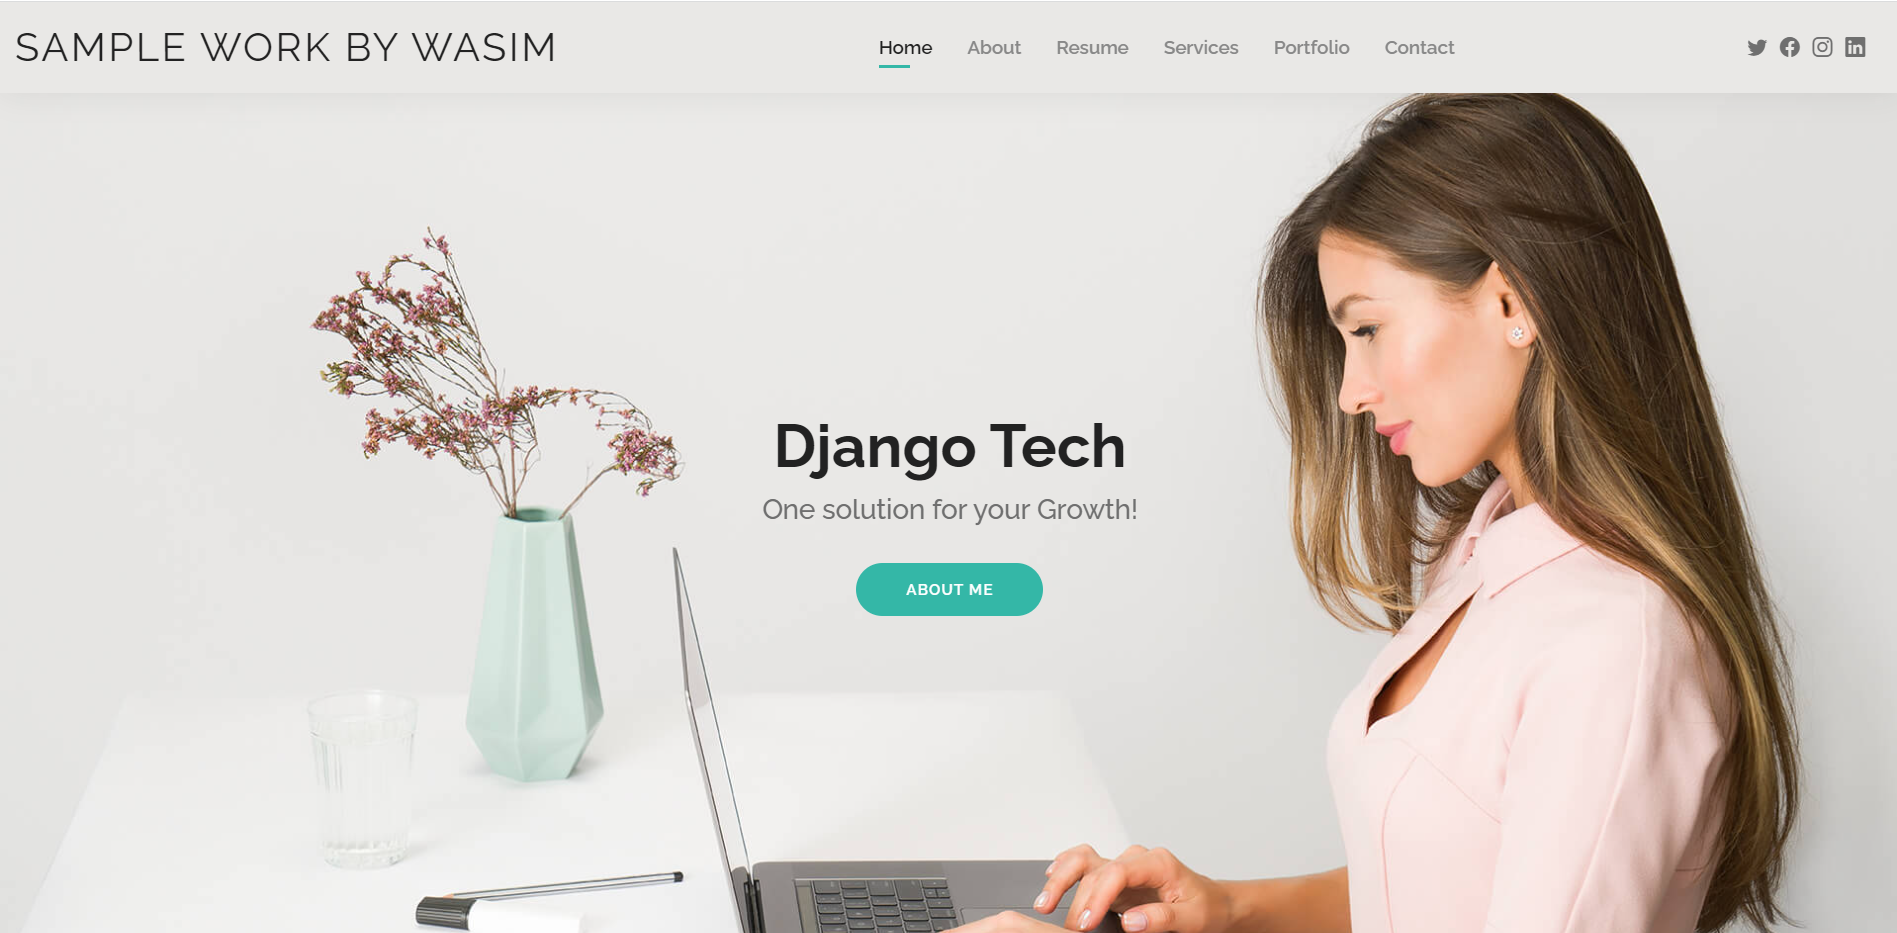 SAMPLE WORK BY WASIM
Home About Resume Services Portfolio Contact
Django Tech
One solution for your Growth!
ABOUT ME